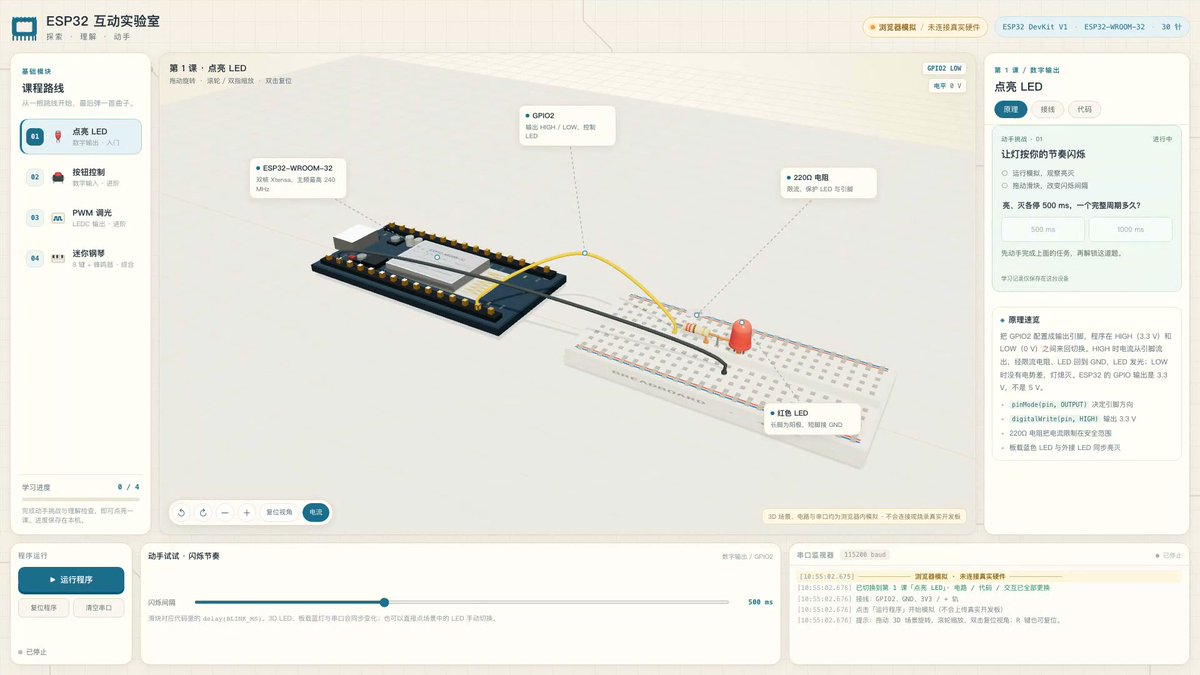 ESP32 互动实验室
探索 · 理解 · 动手
浏览器模拟 / 未连接真实硬件
ESP32 DevKit V1 · ESP32-WROOM-32 · 30 针
基础模块
课程路线
从一根跳线开始，最后弹一首曲子。
01
点亮 LED
数字输出 · 入门
02
按钮控制
数字输入 · 进阶
03
PWM 调光
LEDC 输出 · 进阶
04
迷你钢琴
8 键 + 蜂鸣器 · 综合
学习进度
0 / 4
完成动手挑战与理解检查，即可点亮一
课。进度保存在本机。
第 1 课 · 点亮 LED
拖动旋转 · 滚轮 / 双指缩放 · 双击复位
GPIO2 LOW
电平 0 V
GPIO2
输出 HIGH / LOW，控制
LED
ESP32-WROOM-32
双核 Xtensa，主频最高 240
MHz
220Ω 电阻
限流，保护 LED 与引脚
BREADBOARD
红色 LED
长脚为阳极，短脚接 GND
复位视角
电流
3D 场景、电路与串口均为浏览器内模拟 · 不会连接或烧录真实开发板
第 1 课 / 数字输出
点亮 LED
原理
接线
代码
动手挑战 · 01
进行中
让灯按你的节奏闪烁
运行模拟，观察亮灭
拖动滑块，改变闪烁间隔
亮、灭各停 500 ms，一个完整周期多久？
500 ms
1000 ms
先动手完成上面的任务，再解锁这道题。
学习记录仅保存在这台设备
原理速览
把 GPIO2 配置成输出引脚，程序在 HIGH（3.3 V）和
LOW（0 V）之间来回切换。HIGH 时电流从引脚流
出，经限流电阻、LED 回到 GND，LED 发光；LOW
时没有电势差，灯熄灭。ESP32 的 GPIO 输出是 3.3
V，不是 5 V。
pinMode(pin, OUTPUT) 决定引脚方向
digitalWrite(pin, HIGH) 输出 3.3 V
220Ω 电阻把电流限制在安全范围
板载蓝色 LED 与外接 LED 同步亮灭
程序运行
运行程序
复位程序
清空串口
已停止
动手试试 · 闪烁节奏
数字输出 / GPIO2
闪烁间隔
500 ms
滑块对应代码里的 delay(BLINK_MS)。3D LED、板载蓝灯与串口会同步变化，也可以直接点场景中的 LED 手动切换。
串口监视器
115200 baud
已停止
[10:55:02.675] 浏览器模拟 · 未连接真实硬件
[10:55:02.676] 已切换到第 1 课「点亮 LED」· 电路 / 代码 / 交互已全部更换
[10:55:02.676] 接线：GPIO2、GND、3V3 / + 轨
[10:55:02.676] 点击「运行程序」开始模拟（不会上传真实开发板）
[10:55:02.676] 提示：拖动 3D 场景旋转，滚轮缩放，双击复位视角；R 键也可复位。